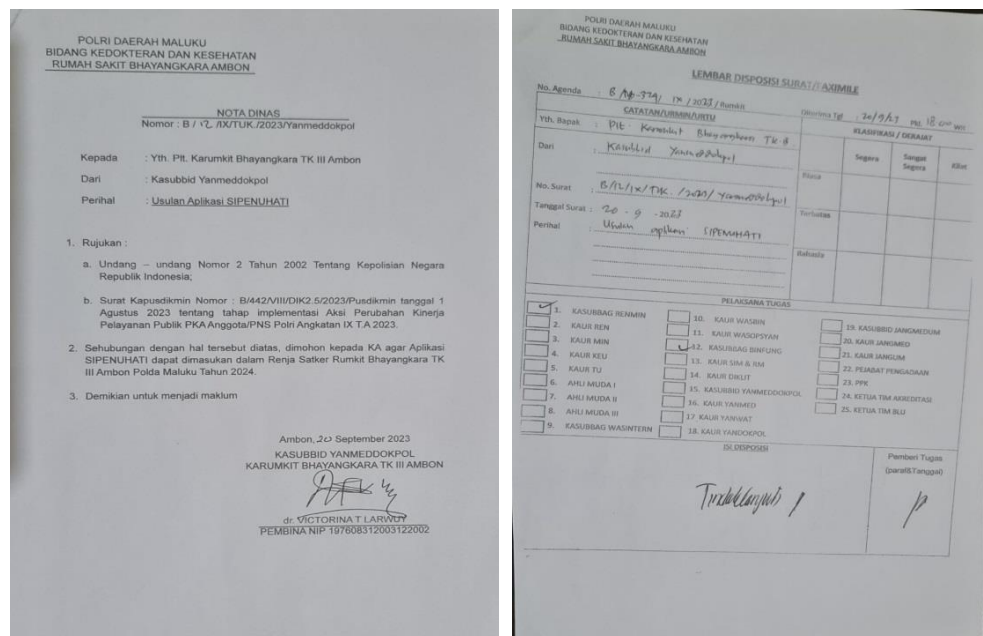 POLRI DAERAH MALUKU
BIDANG KEDOKTERAN DAN KESEHATAN
RUMAH SAKIT BHAYANGKARA AMBON
NOTA DINAS
Nomor : B / 12 /IX/TUK./2023/Yanmeddokpol
Kepada : Yth. Plt. Karumkit Bhayangkara TK III Ambon
Dari : Kasubbid Yanmeddokpol
Perihal : Usulan Aplikasi SIPENUHATI
1. Rujukan :
a. Undang – undang Nomor 2 Tahun 2002 Tentang Kepolisian Negara
Republik Indonesia;
b. Surat Kapusdikmin Nomor : B/442/VIII/DIK2.5/2023/Pusdikmin tanggal 1
Agustus 2023 tentang tahap implementasi Aksi Perubahan Kinerja
Pelayanan Publik PKA Anggota/PNS Polri Angkatan IX T.A 2023.
2. Sehubungan dengan hal tersebut diatas, dimohon kepada KA agar Aplikasi
SIPENUHATI dapat dimasukan dalam Renja Satker Rumkit Bhayangkara TK
III Ambon Polda Maluku Tahun 2024.
3. Demikian untuk menjadi maklum
Ambon, 20 September 2023
KASUBBID YANMEDDOKPOL
KARUMKIT BHAYANGKARA TK III AMBON
dr. VICTORINA T LARWUY
PEMBINA NIP 197608312003122002
POLRI DAERAH MALUKU
BIDANG KEDOKTERAN DAN KESEHATAN
RUMAH SAKIT BHAYANGKARA AMBON
LEMBAR DISPOSISI SURAT/FAXIMILE
No. Agenda : / IX / 2023 / Rumkit
Diterima Tgl :
CATATAN/URMIN/URTU
KLASIFIKASI / DERAJAT
Yth. Bapak : Plt. Karumkit Bhayangkara
Segera
Sangat
Segera
Kilat
Dari : Kasubbid Yanmeddokpol
Biasa
No. Surat : B/12/IX/TUK. /2023/ Yanmeddokpol
Tanggal Surat : 20 - 9 - 2023
Terbatas
Perihal : Usulan aplikasi SIPENUHATI
Rahasia
PELAKSANA TUGAS
1. KASUBBAG RENMIN
2. KAUR REN
3. KAUR MIN
4. KAUR KEU
5. KAUR TU
6. AHLI MUDA I
7. AHLI MUDA II
8. AHLI MUDA III
9. KASUBBAG WASINTERN
10. KAUR WASBIN
11. KAUR WASOPSYAN
12. KASUBBAG BINFUNG
13. KAUR SIM & RM
14. KAUR DIKLIT
15. KASUBBID YANMEDDOKPOL
16. KAUR YANMED
17 KAUR YANWAT
18. KAUR YANDOKPOL
19. KASUBBID JANGMEDUM
20. KAUR JANGMED
21. KAUR JANGUM
22. PEJABAT PENGADAAN
23. PPK
24. KETUA TIM AKREDITASI
25. KETUA TIM BLU
ISI DISPOSISI
Pemberi Tugas
(paraf&Tanggal)
Tindaklanjuti